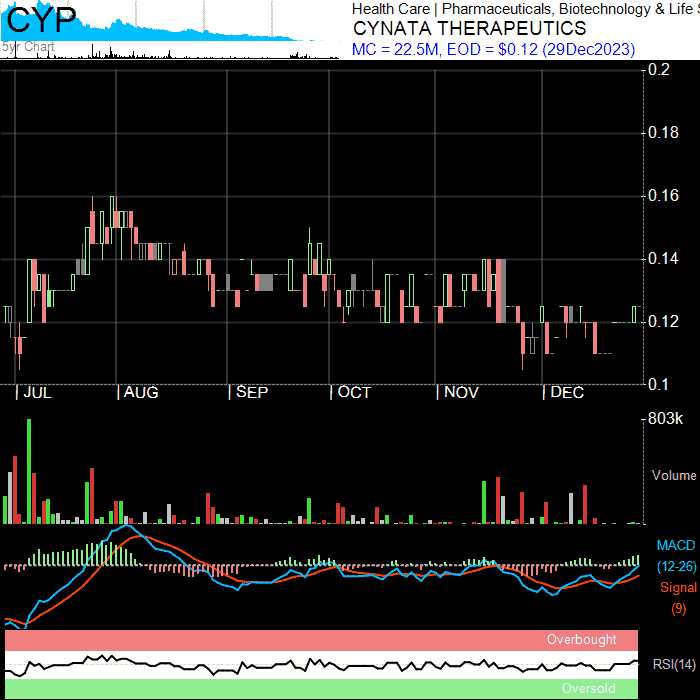 CYP
5yr Chart
Health Care | Pharmaceuticals, Biotechnology & Life S
CYNATA THERAPEUTICS
MC = 22.5M, EOD = $0.12 (29Dec2023)
0.2
0.18
0.16
0.14
0.12
0.1
JUL AUG SEP OCT NOV DEC
803k
Volume
MACD
(12-26)
Signal
(9)
Overbought
RSI(14)
Oversold